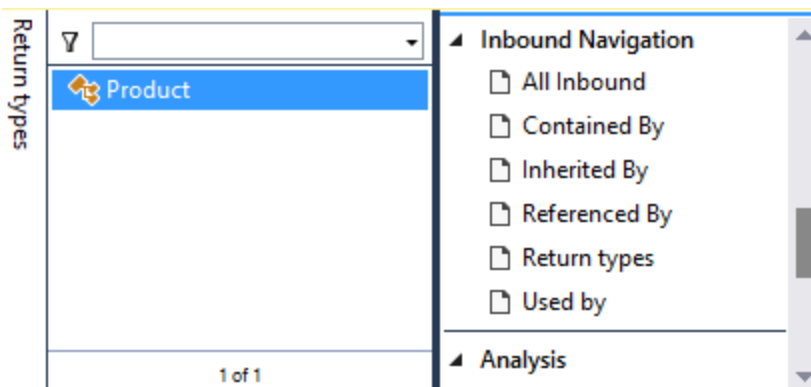 Return types
Product
1 of 1
Inbound Navigation
All Inbound
Contained By
Inherited By
Referenced By
Return types
Used by
Analysis